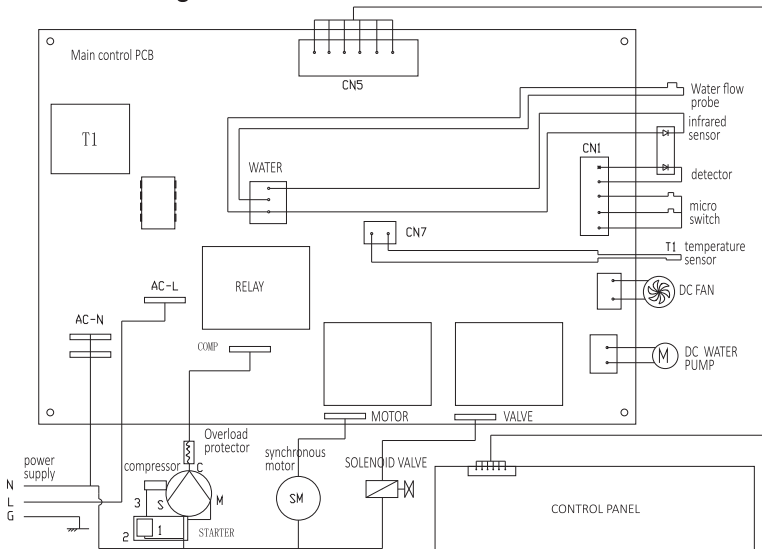 Main control PCB
CN5
T1
WATER
Water flow
probe
infrared
sensor
CN1
detector
micro
switch
CN7
T1 temperature
sensor
AC-L
RELAY
DC FAN
AC-N
COMP
M
DC WATER
PUMP
MOTOR
VALVE
Overload
protector
power
supply
compressor
C
synchronous
motor
SOLENOID VALVE
N
L
G
3
S
M
SM
2
1
STARTER
CONTROL PANEL